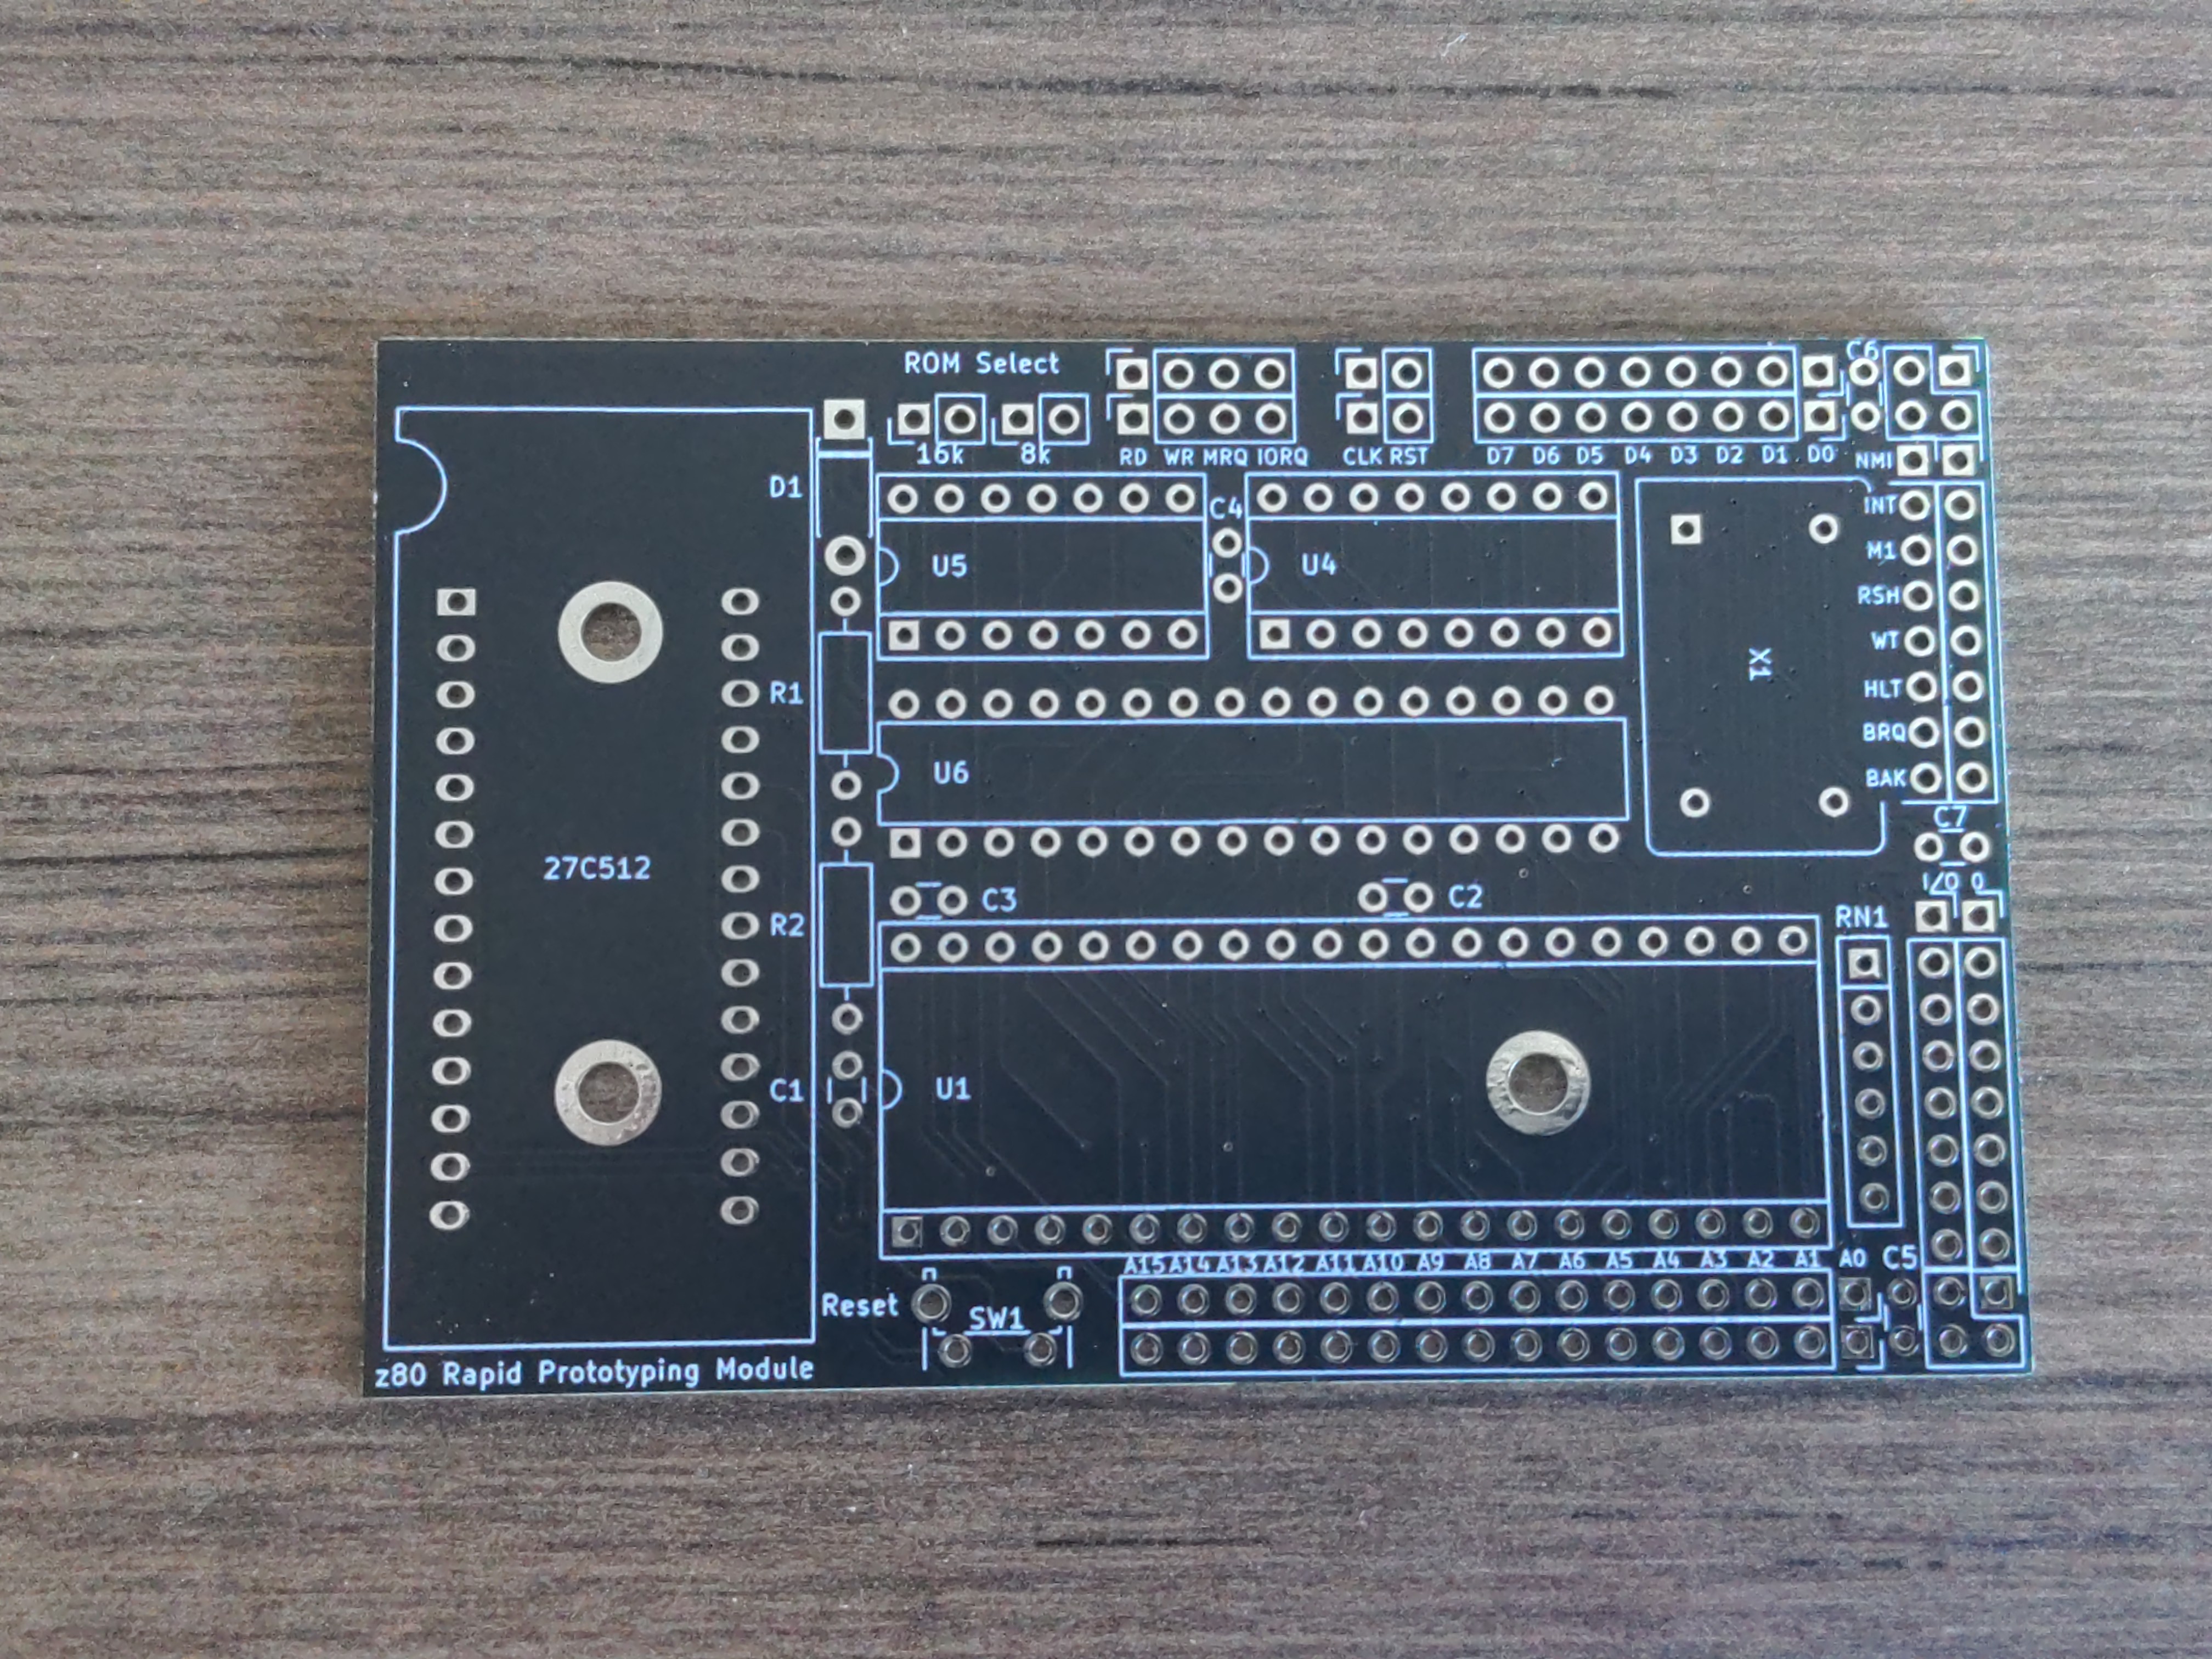 ROM Select
C6
16k 8k
RD WR MRQ IORQ CLK RST D7 D6 D5 D4 D3 D2 D1 D0 NMI
D1
C4
INT
U5 U4
M1
RSH
WT
X1
R1
HLT
BRQ
U6
BAK
C7
27C512
I/O 0
C3 C2
RN1
R2
C1 U1
A15 A14 A13 A12 A11 A10 A9 A8 A7 A6 A5 A4 A3 A2 A1 A0 C5
Reset
SW1
z80 Rapid Prototyping Module